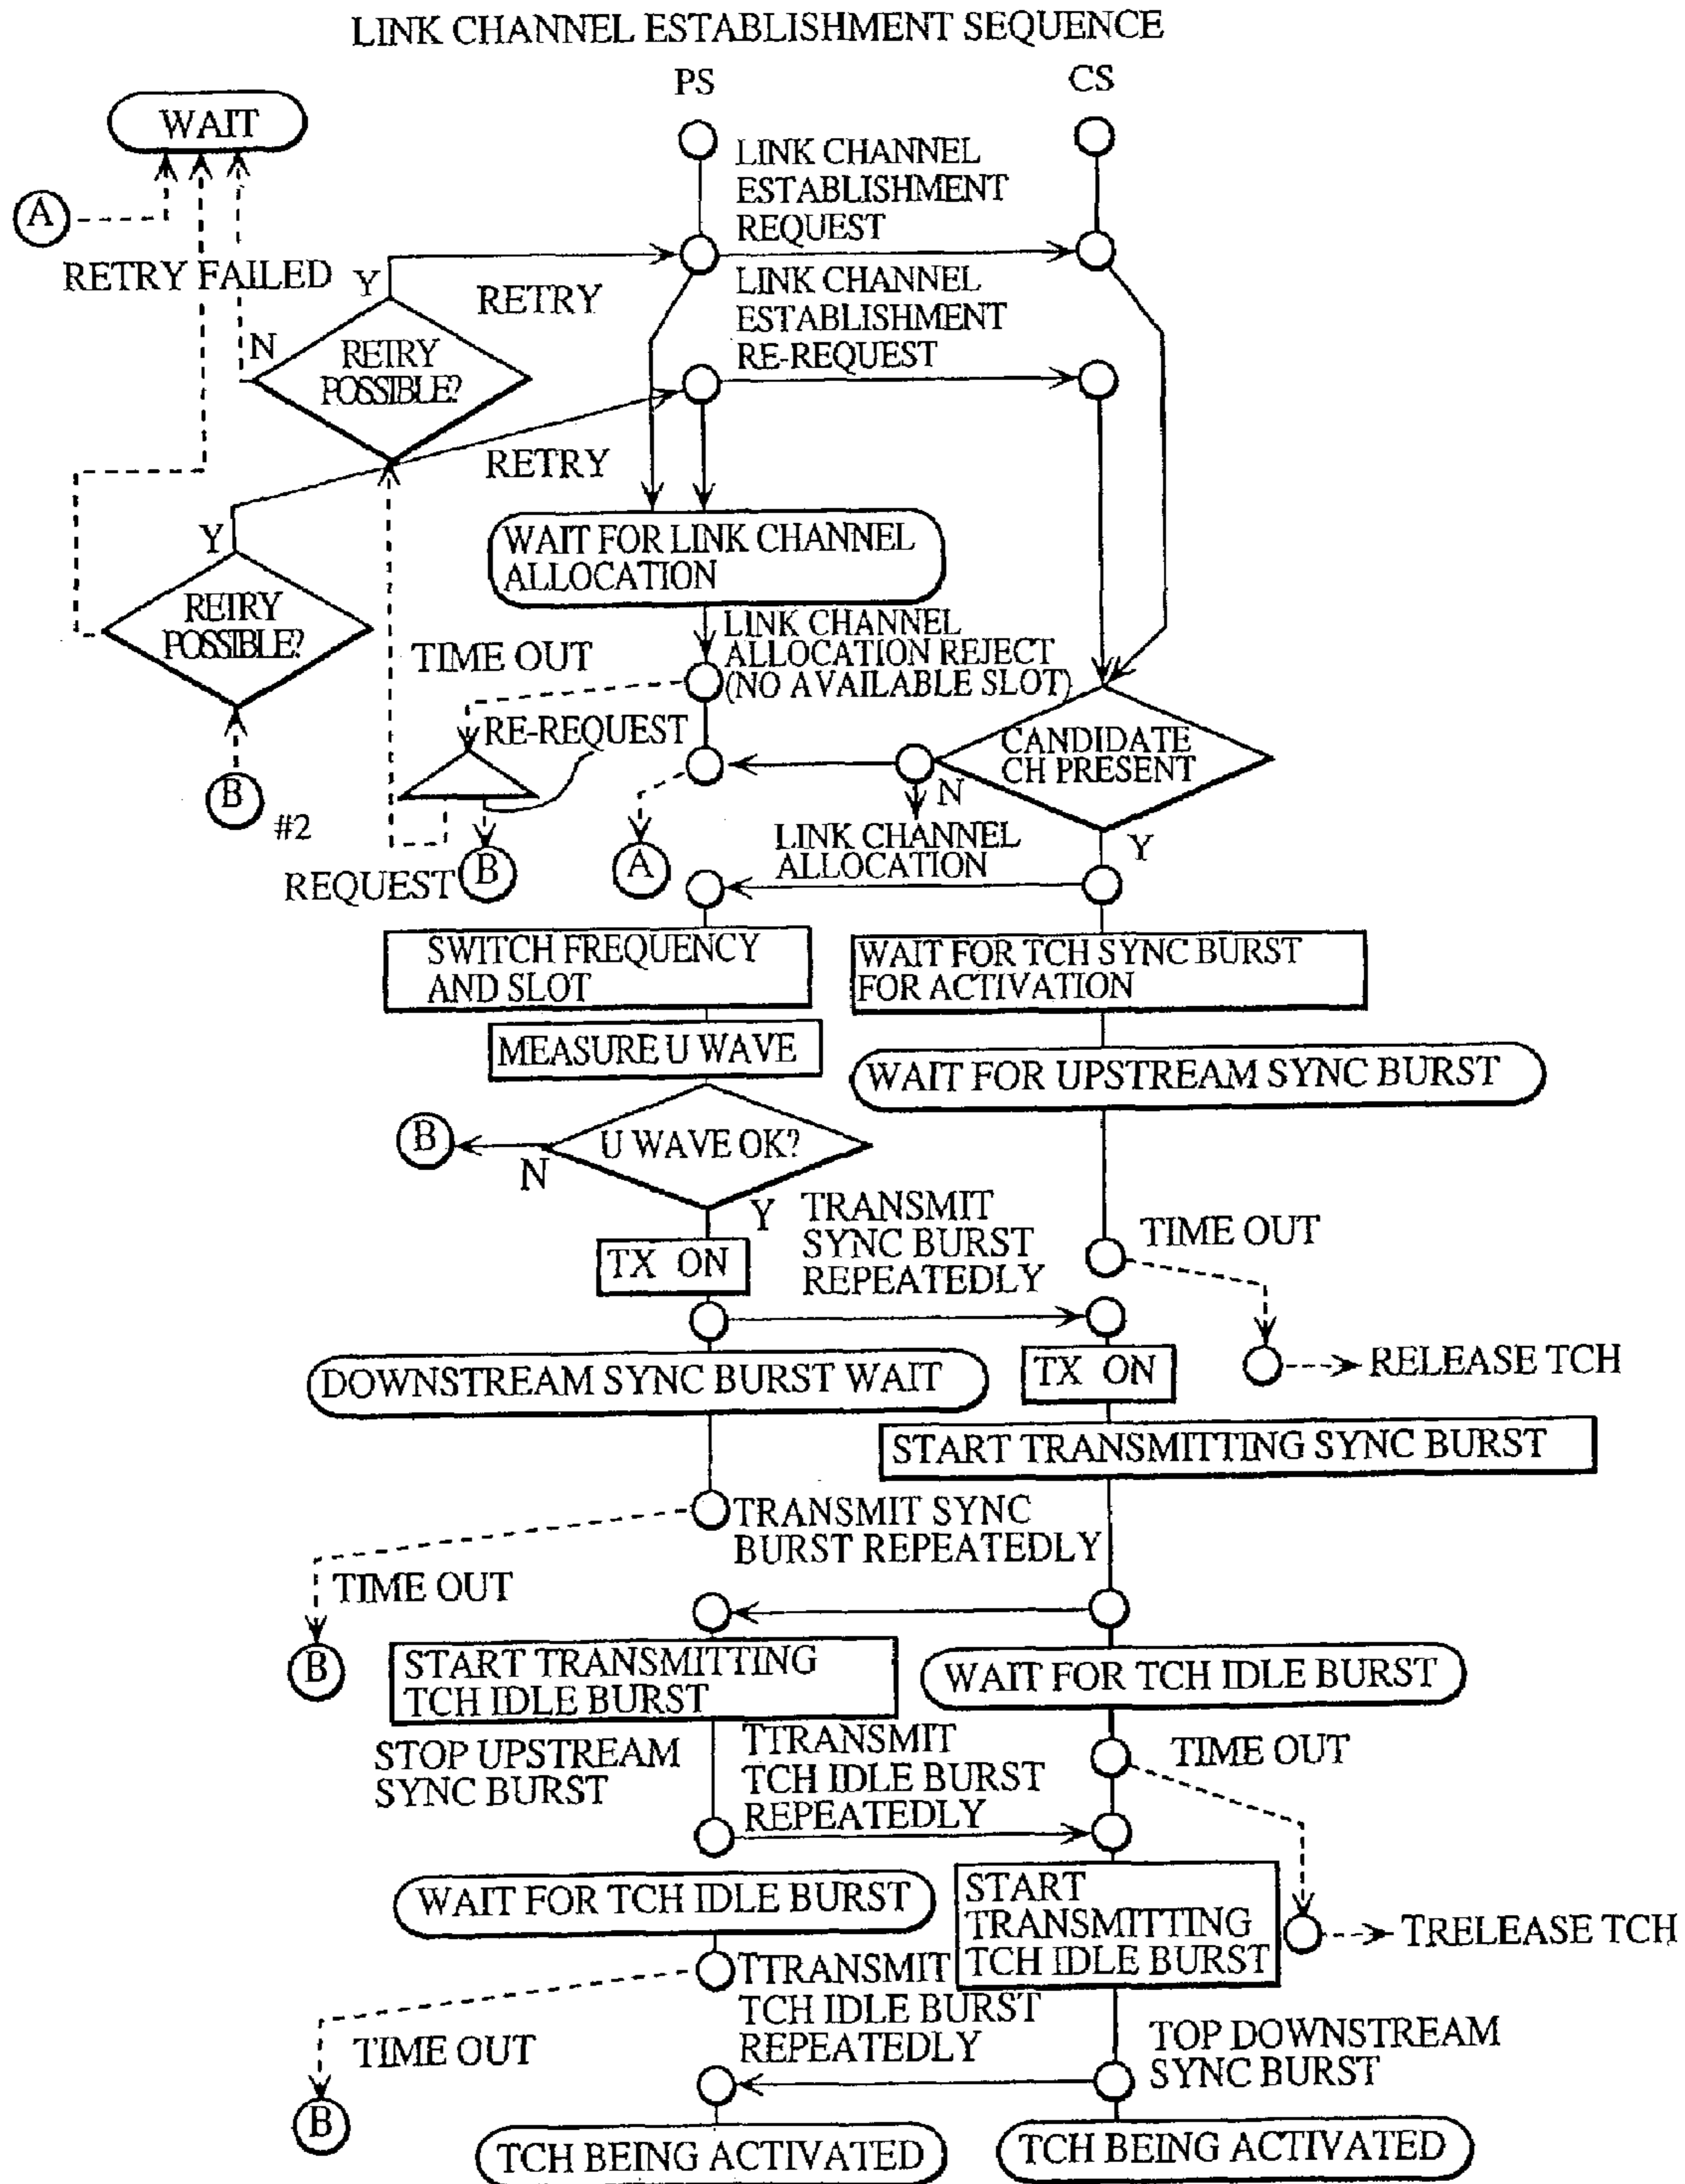 LINK CHANNEL ESTABLISHMENT SEQUENCE
PS
CS
WAIT
A
LINK CHANNEL
ESTABLISHMENT
REQUEST
RETRY FAILED
Y
RETRY
LINK CHANNEL
ESTABLISHMENT
RE-REQUEST
N
RETRY
POSSIBLE?
RETRY
Y
WAIT FOR LINK CHANNEL
ALLOCATION
RETRY
POSSIBLE?
TIME OUT
LINK CHANNEL
ALLOCATION REJECT
(NO AVAILABLE SLOT)
RE-REQUEST
CANDIDATE
CH PRESENT
N
B
#2
REQUEST
B
A
LINK CHANNEL
ALLOCATION
Y
SWITCH FREQUENCY
AND SLOT
WAIT FOR TCH SYNC BURST
FOR ACTIVATION
MEASURE U WAVE
WAIT FOR UPSTREAM SYNC BURST
B
N
U WAVE OK?
Y
TRANSMIT
SYNC BURST
REPEATEDLY
TIME OUT
TX ON
DOWNSTREAM SYNC BURST WAIT
TX ON
RELEASE TCH
START TRANSMITTING SYNC BURST
TRANSMIT SYNC
BURST REPEATEDLY
TIME OUT
B
START TRANSMITTING
TCH IDLE BURST
WAIT FOR TCH IDLE BURST
STOP UPSTREAM
SYNC BURST
TTRANSMIT
TCH IDLE BURST
REPEATEDLY
TIME OUT
WAIT FOR TCH IDLE BURST
START
TRANSMITTING
TCH IDLE BURST
TRELEASE TCH
TTRANSMIT
TCH IDLE BURST
REPEATEDLY
TIME OUT
TOP DOWNSTREAM
SYNC BURST
B
TCH BEING ACTIVATED
TCH BEING ACTIVATED